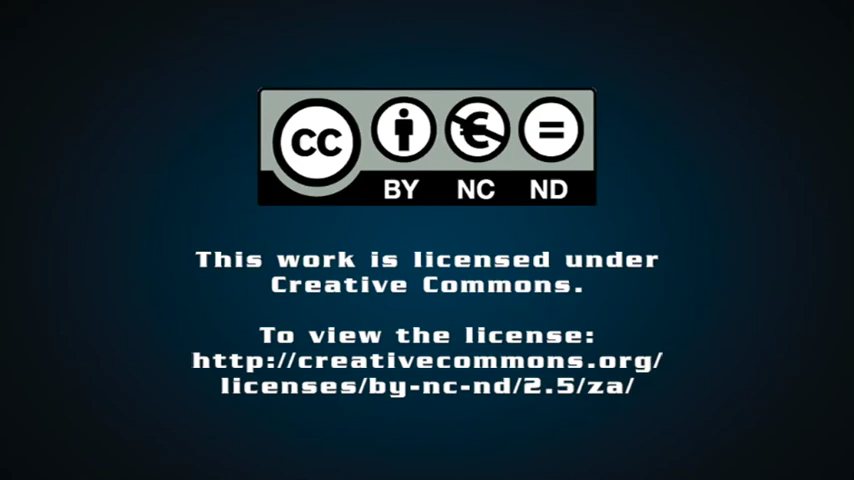 CC
BY NC ND
This work is licensed under
Creative Commons.
To view the license:
http://creativecommons.org/
licenses/by-nc-nd/2.5/za/